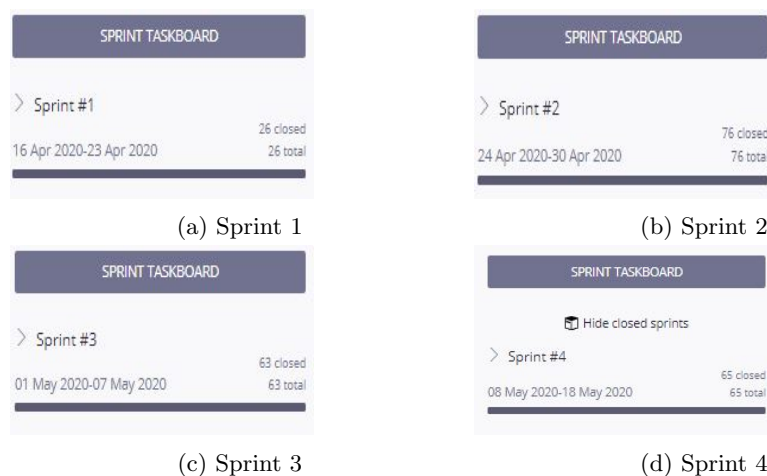 SPRINT TASKBOARD
Sprint #1
26 closed
16 Apr 2020-23 Apr 2020
26 total
(a) Sprint 1
SPRINT TASKBOARD
Sprint #2
76 closed
24 Apr 2020-30 Apr 2020
76 total
(b) Sprint 2
SPRINT TASKBOARD
Sprint #3
63 closed
01 May 2020-07 May 2020
63 total
(c) Sprint 3
SPRINT TASKBOARD
Hide closed sprints
Sprint #4
65 closed
08 May 2020-18 May 2020
65 total
(d) Sprint 4